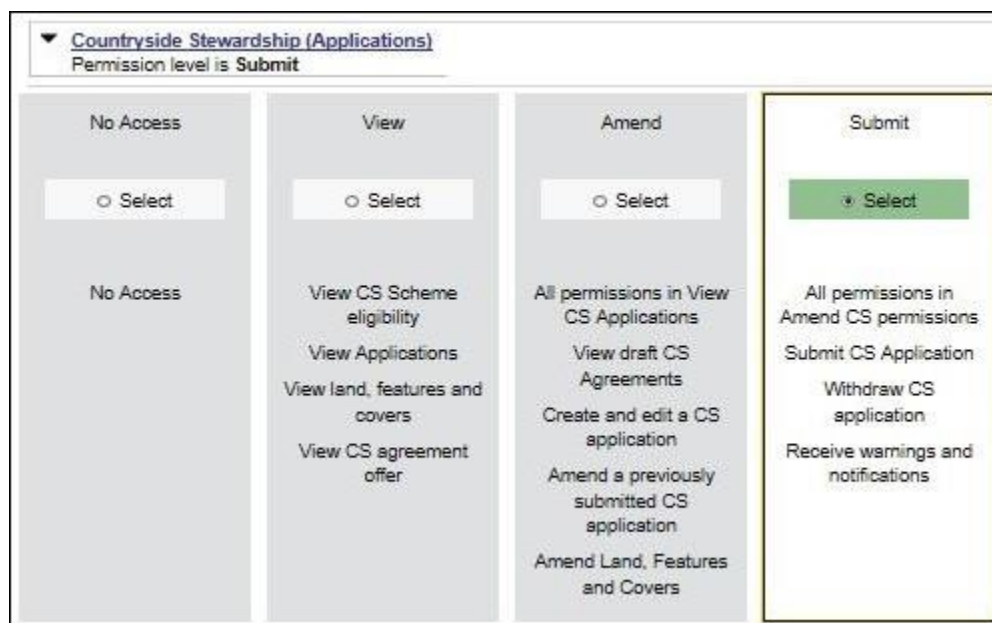 Countryside Stewardship (Applications)
Permission level is Submit
No Access
Select
No Access
View
Select
View CS Scheme
eligibility
View Applications
View land, features and
covers
View CS agreement
offer
Amend
Select
All permissions in View
CS Applications
View draft CS
Agreements
Create and edit a CS
application
Amend a previously
submitted CS
application
Amend Land, Features
and Covers
Submit
Select
All permissions in
Amend CS permissions
Submit CS Application
Withdraw CS
application
Receive warnings and
notifications